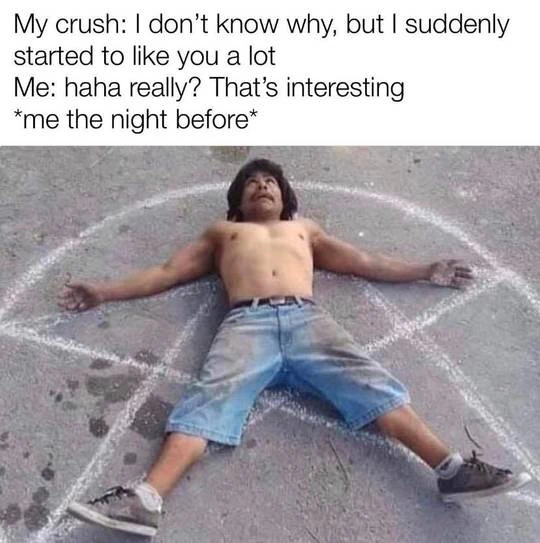 My crush: I don’t know why, but I suddenly
started to like you a lot
Me: haha really? That’s interesting
*me the night before*